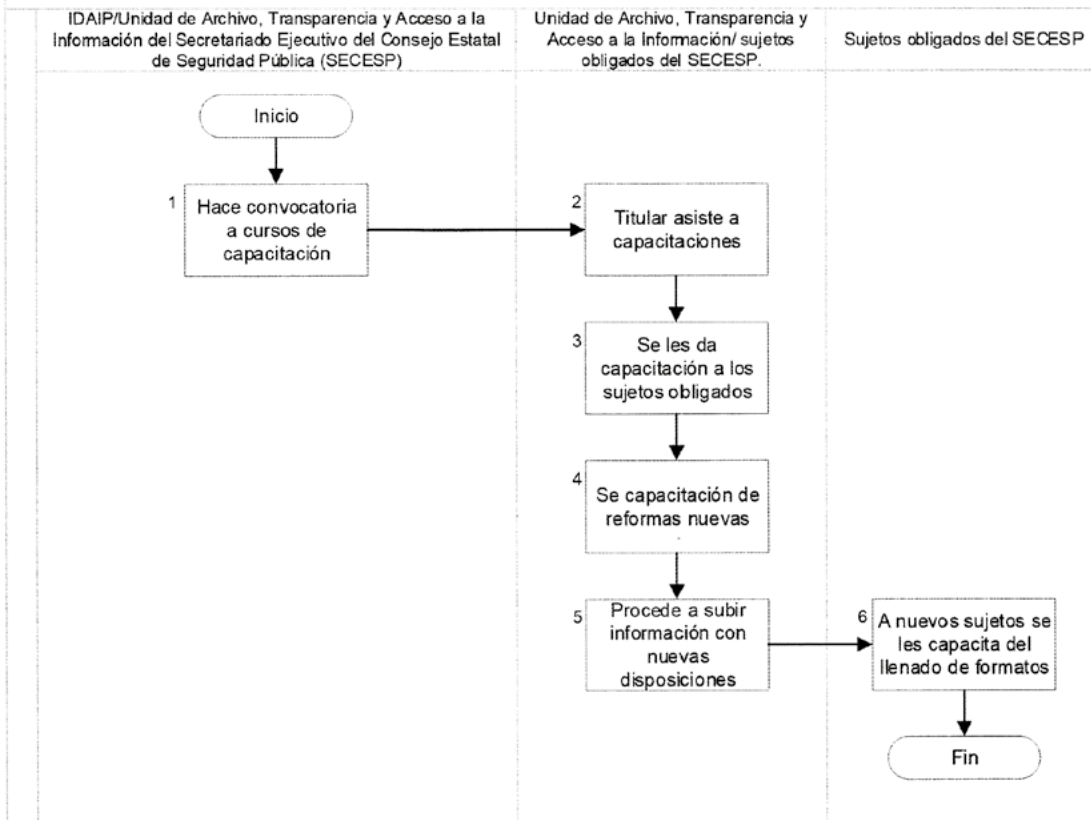 IDAIP/Unidad de Archivo, Transparencia y Acceso a la
Información del Secretariado Ejecutivo del Consejo Estatal
de Seguridad Pública (SECESP)
Unidad de Archivo, Transparencia y
Acceso a la Información/ sujetos
obligados del SECESP.
Sujetos obligados del SECESP
Inicio
1
Hace convocatoria
a cursos de
capacitación
2
Titular asiste a
capacitaciones
3
Se les da
capacitación a los
sujetos obligados
4
Se capacitación de
reformas nuevas
5
Procede a subir
información con
nuevas
disposiciones
6
A nuevos sujetos se
les capacita del
llenado de formatos
Fin